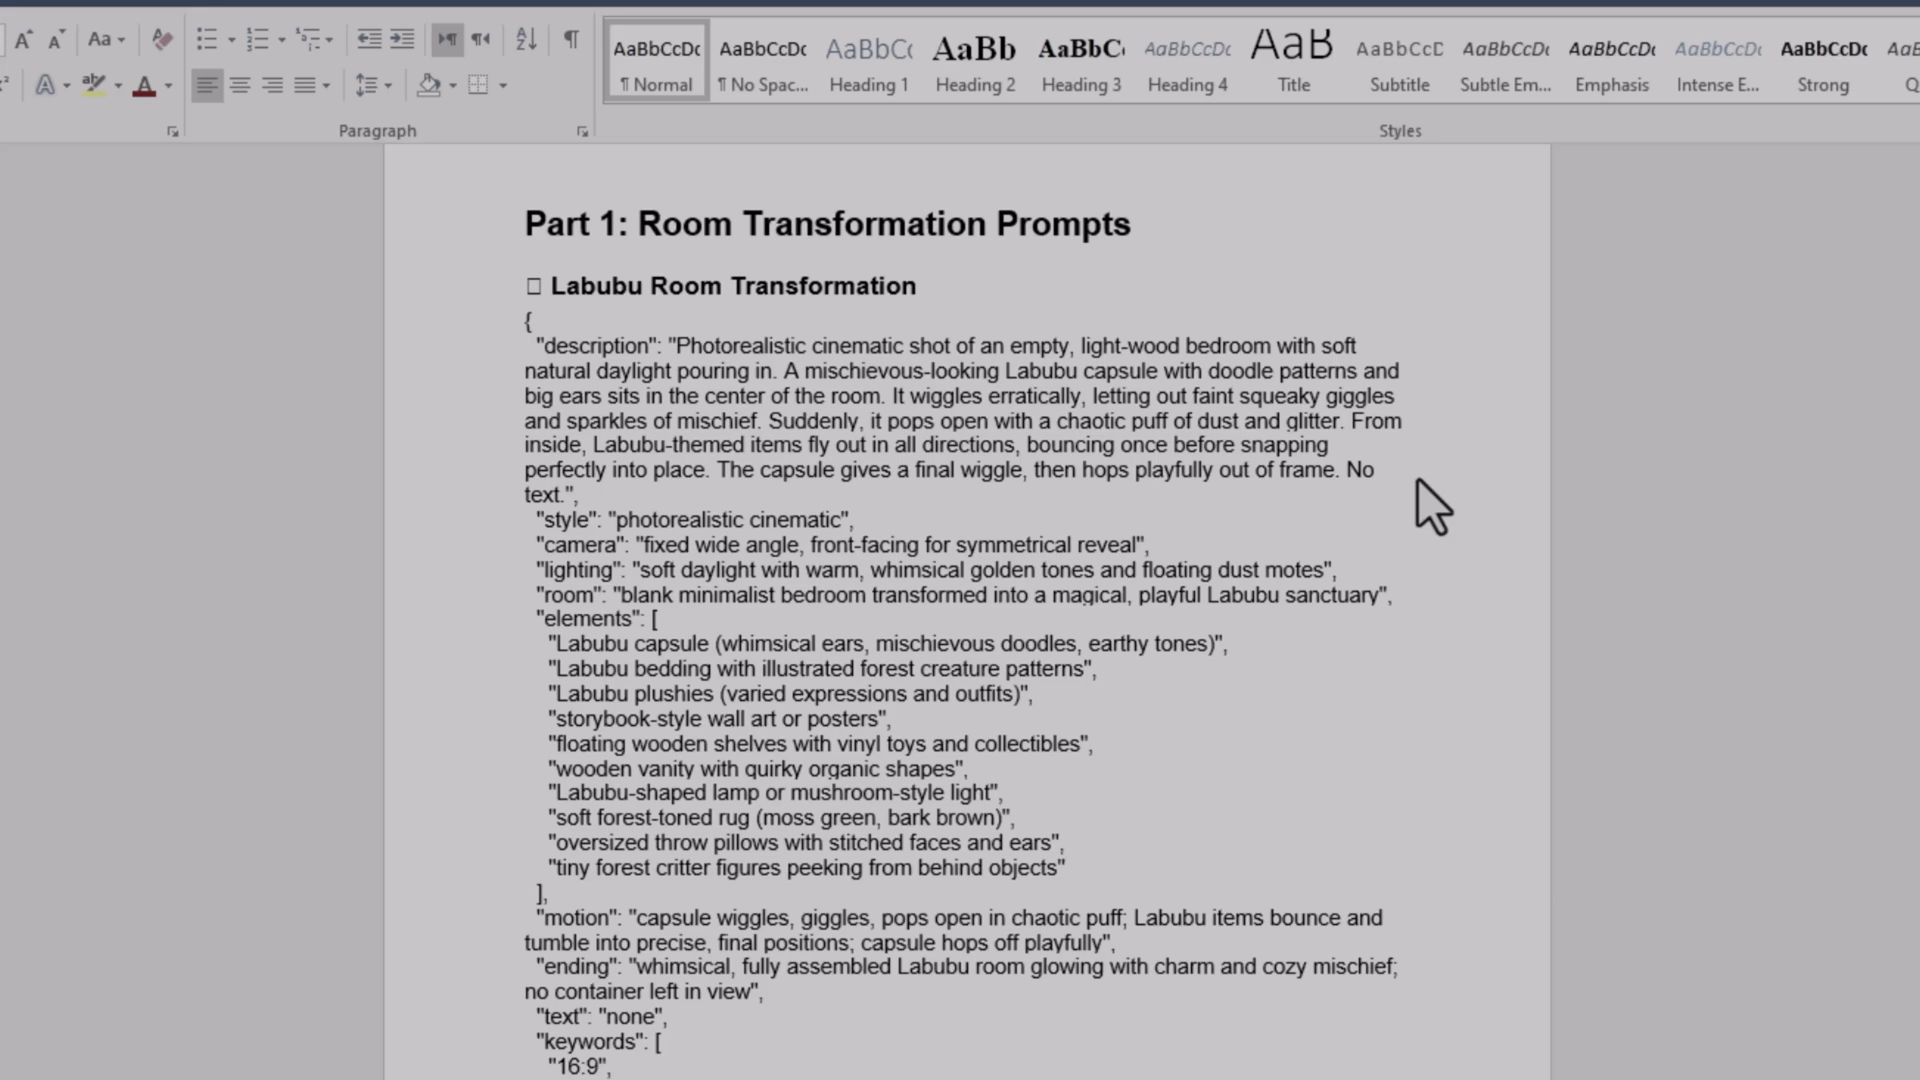 Aa
AaBbCcDc AaBbCcDc AaBbC( AaBb AaBbC AaBbCcDc AaB AaBbCcD AaBbCcDc AaBbCcDc AaBbCcDc AaBbCcDc
¶ Normal ¶ No Spac... Heading 1 Heading 2 Heading 3 Heading 4 Title Subtitle Subtle Em... Emphasis Intense E... Strong
Paragraph Styles
Part 1: Room Transformation Prompts
Labubu Room Transformation
{
"description": "Photorealistic cinematic shot of an empty, light-wood bedroom with soft
natural daylight pouring in. A mischievous-looking Labubu capsule with doodle patterns and
big ears sits in the center of the room. It wiggles erratically, letting out faint squeaky giggles
and sparkles of mischief. Suddenly, it pops open with a chaotic puff of dust and glitter. From
inside, Labubu-themed items fly out in all directions, bouncing once before snapping
perfectly into place. The capsule gives a final wiggle, then hops playfully out of frame. No
text.",
"style": "photorealistic cinematic",
"camera": "fixed wide angle, front-facing for symmetrical reveal",
"lighting": "soft daylight with warm, whimsical golden tones and floating dust motes",
"room": "blank minimalist bedroom transformed into a magical, playful Labubu sanctuary",
"elements": [
"Labubu capsule (whimsical ears, mischievous doodles, earthy tones)",
"Labubu bedding with illustrated forest creature patterns",
"Labubu plushies (varied expressions and outfits)",
"storybook-style wall art or posters",
"floating wooden shelves with vinyl toys and collectibles",
"wooden vanity with quirky organic shapes",
"Labubu-shaped lamp or mushroom-style light",
"soft forest-toned rug (moss green, bark brown)",
"oversized throw pillows with stitched faces and ears",
"tiny forest critter figures peeking from behind objects"
],
"motion": "capsule wiggles, giggles, pops open in chaotic puff; Labubu items bounce and
tumble into precise, final positions; capsule hops off playfully",
"ending": "whimsical, fully assembled Labubu room glowing with charm and cozy mischief;
no container left in view",
"text": "none",
"keywords": [
"16:9",